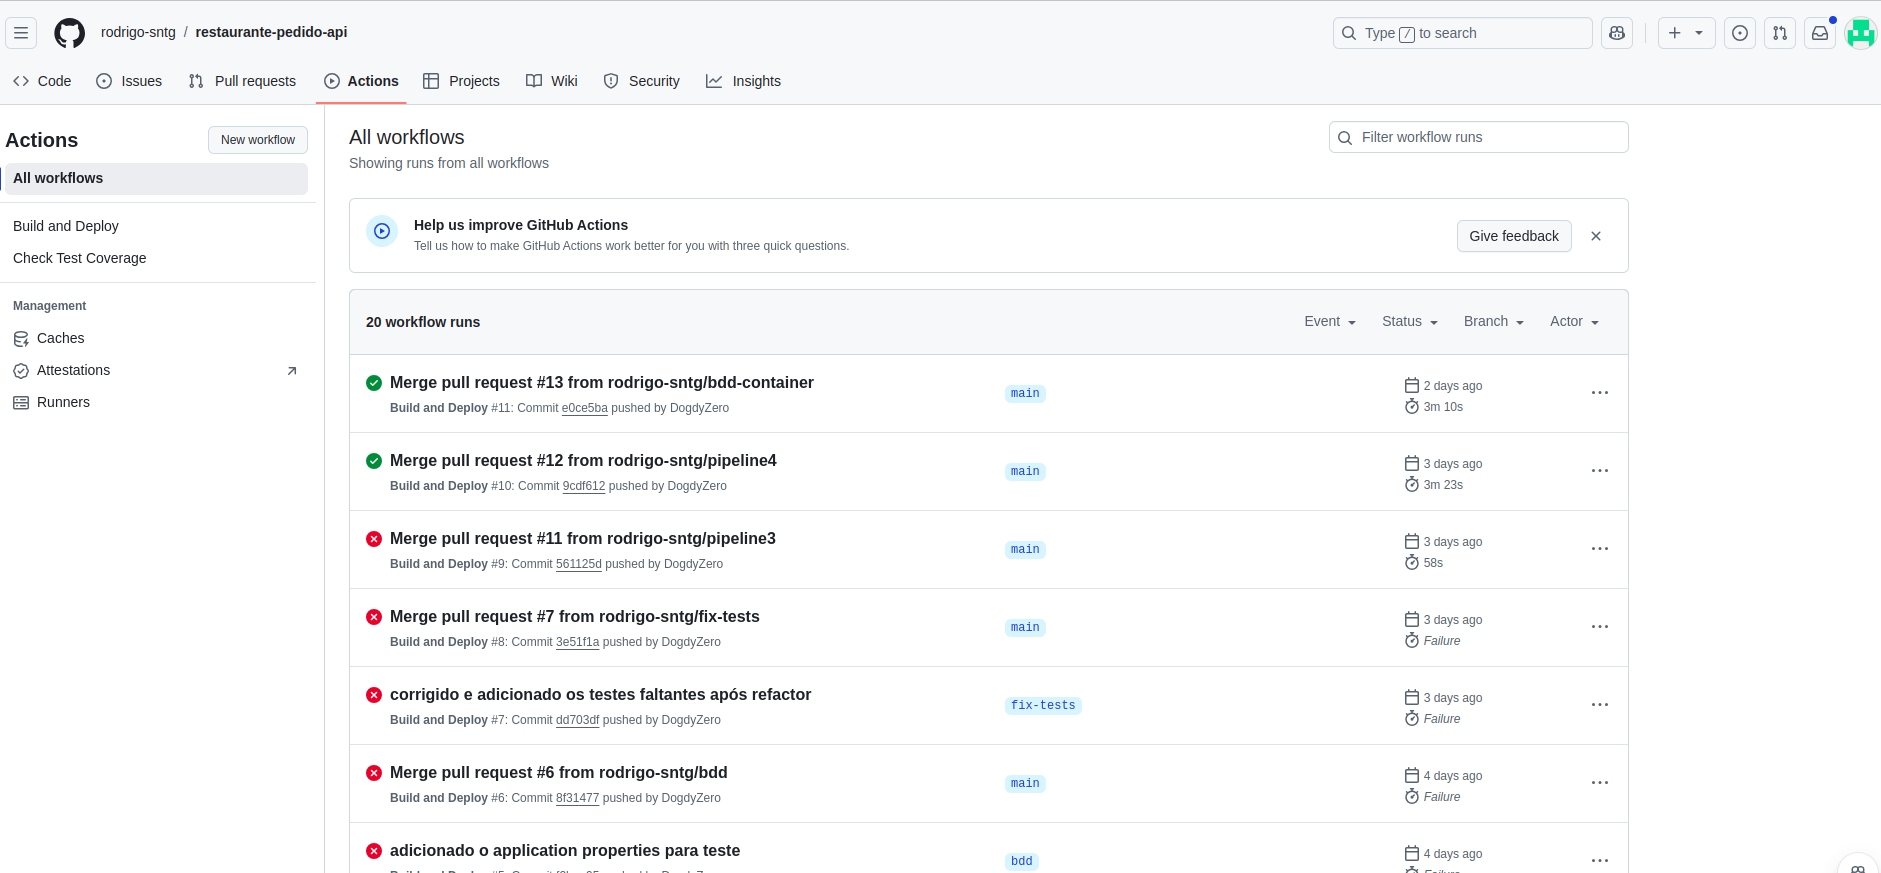 rodrigo-sntg / restaurante-pedido-api
Type / to search
Code Issues Pull requests Actions Projects Wiki Security Insights
Actions
New workflow
All workflows
Build and Deploy
Check Test Coverage
Management
Caches
Attestations
Runners
All workflows
Showing runs from all workflows
Filter workflow runs
Help us improve GitHub Actions
Tell us how to make GitHub Actions work better for you with three quick questions.
Give feedback
20 workflow runs
Event Status Branch Actor
Merge pull request #13 from rodrigo-sntg/bdd-container
Build and Deploy #11: Commit e0ce5ba pushed by DogdyZero
main
2 days ago
3m 10s
Merge pull request #12 from rodrigo-sntg/pipeline4
Build and Deploy #10: Commit 9cdf612 pushed by DogdyZero
main
3 days ago
3m 23s
Merge pull request #11 from rodrigo-sntg/pipeline3
Build and Deploy #9: Commit 561125d pushed by DogdyZero
main
3 days ago
58s
Merge pull request #7 from rodrigo-sntg/fix-tests
Build and Deploy #8: Commit 3e51f1a pushed by DogdyZero
main
3 days ago
Failure
corrigido e adicionado os testes faltantes após refactor
Build and Deploy #7: Commit dd703df pushed by DogdyZero
fix-tests
3 days ago
Failure
Merge pull request #6 from rodrigo-sntg/bdd
Build and Deploy #6: Commit 8f31477 pushed by DogdyZero
main
4 days ago
Failure
adicionado o application properties para teste
bdd
4 days ago